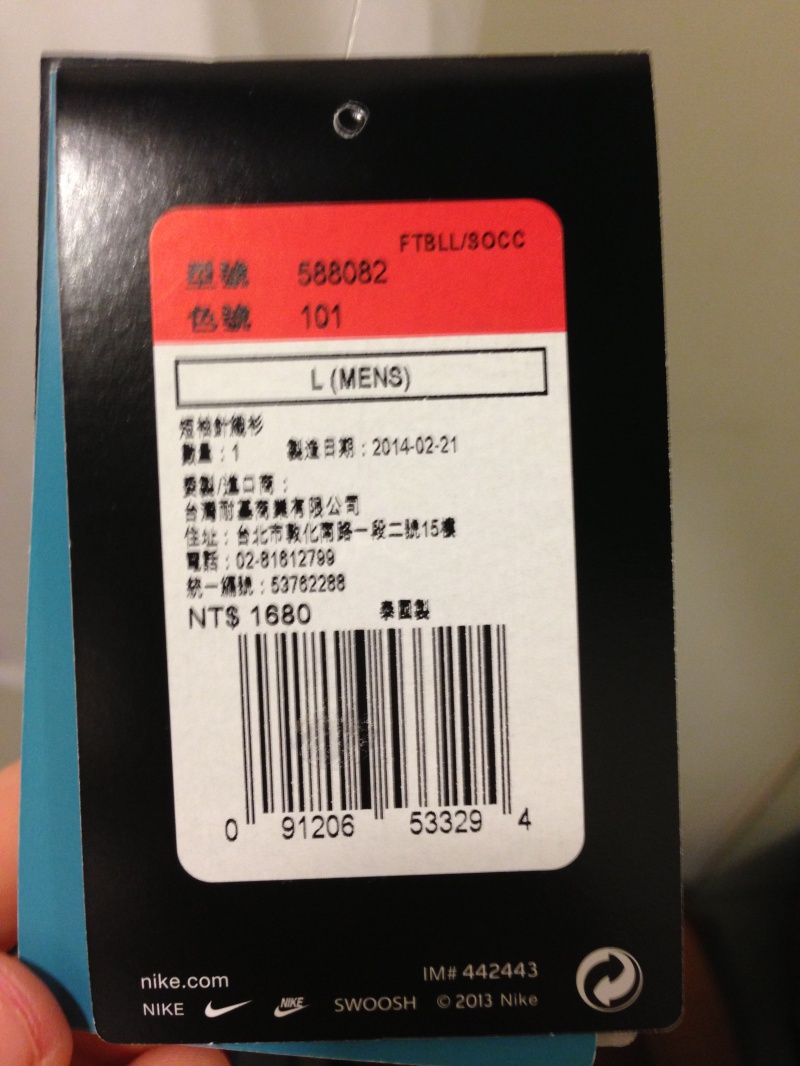 FTBLL/SOCC
型號 588082
色號 101
L (MENS)
短袖針織衫
數量：1 製造日期：2014-02-21
委製/進口商：
台灣耐基商業有限公司
住址：台北市敦化南路一段二號15樓
電話：02-81612799
統一編號：53762288
NT$ 1680 泰國製
0 91206 53329 4
nike.com IM# 442443
NIKE NIKE SWOOSH © 2013 Nike